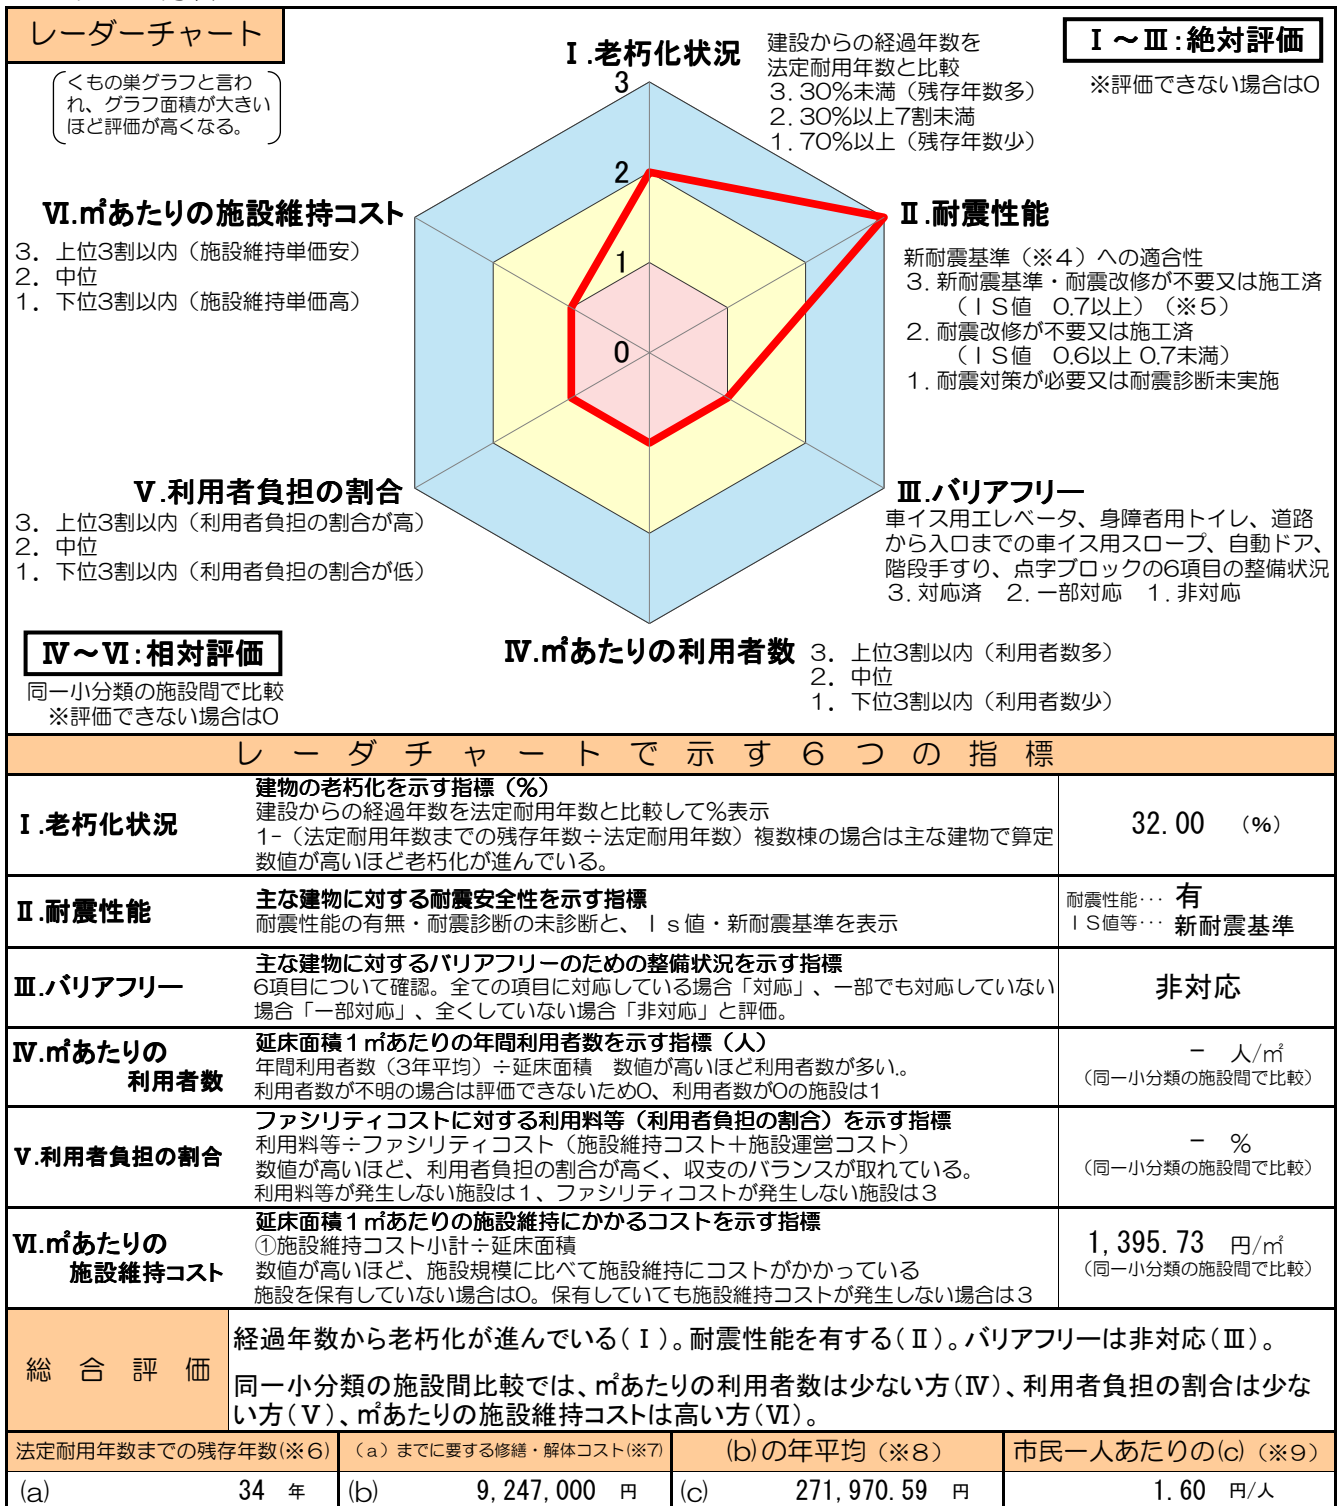 レーダーチャート
くもの巣グラフと言わ
れ、グラフ面積が大きい
ほど評価が高くなる。
Ⅰ.老朽化状況
建設からの経過年数を
法定耐用年数と比較
3. 30%未満（残存年数多）
2. 30%以上7割未満
1. 70%以上（残存年数少）
Ⅰ～Ⅲ:絶対評価
※評価できない場合は0
3
2
1
0
Ⅵ.㎡あたりの施設維持コスト
3. 上位3割以内（施設維持単価安）
2. 中位
1. 下位3割以内（施設維持単価高）
Ⅱ.耐震性能
新耐震基準（※4）への適合性
3. 新耐震基準・耐震改修が不要又は施工済
（ＩＳ値　0.7以上）（※5）
2. 耐震改修が不要又は施工済
（ＩＳ値　0.6以上 0.7未満）
1. 耐震対策が必要又は耐震診断未実施
Ⅴ.利用者負担の割合
3. 上位3割以内（利用者負担の割合が高）
2. 中位
1. 下位3割以内（利用者負担の割合が低）
Ⅲ.バリアフリー
車イス用エレベータ、身障者用トイレ、道路
から入口までの車イス用スロープ、自動ドア、
階段手すり、点字ブロックの6項目の整備状況
3. 対応済　2. 一部対応　1. 非対応
Ⅳ～Ⅵ:相対評価
同一小分類の施設間で比較
※評価できない場合は0
Ⅳ.㎡あたりの利用者数
3. 上位3割以内（利用者数多）
2. 中位
1. 下位3割以内（利用者数少）
レーダチャートで示す６つの指標
Ⅰ.老朽化状況
建物の老朽化を示す指標（%）
建設からの経過年数を法定耐用年数と比較して%表示
1-（法定耐用年数までの残存年数÷法定耐用年数）複数棟の場合は主な建物で算定
数値が高いほど老朽化が進んでいる。
32.00 （%）
Ⅱ.耐震性能
主な建物に対する耐震安全性を示す指標
耐震性能の有無・耐震診断の未診断と、Ｉｓ値・新耐震基準を表示
耐震性能… 有
ＩＳ値等… 新耐震基準
Ⅲ.バリアフリー
主な建物に対するバリアフリーのための整備状況を示す指標
6項目について確認。全ての項目に対応している場合「対応」、一部でも対応していない
場合「一部対応」、全くしていない場合「非対応」と評価。
非対応
Ⅳ.㎡あたりの
利用者数
延床面積１㎡あたりの年間利用者数を示す指標（人）
年間利用者数（3年平均）÷延床面積　数値が高いほど利用者数が多い。
利用者数が不明の場合は評価できないため0、利用者数が0の施設は1
－ 人/㎡
（同一小分類の施設間で比較）
Ⅴ.利用者負担の割合
ファシリティコストに対する利用料等（利用者負担の割合）を示す指標
利用料等÷ファシリティコスト（施設維持コスト＋施設運営コスト）
数値が高いほど、利用者負担の割合が高く、収支のバランスが取れている。
利用料等が発生しない施設は１、ファシリティコストが発生しない施設は３
－ %
（同一小分類の施設間で比較）
Ⅵ.㎡あたりの
施設維持コスト
延床面積１㎡あたりの施設維持にかかるコストを示す指標
①施設維持コスト小計÷延床面積
数値が高いほど、施設規模に比べて施設維持にコストがかかっている
施設を保有していない場合は0。保有していても施設維持コストが発生しない場合は３
1,395.73 円/㎡
（同一小分類の施設間で比較）
総合評価
経過年数から老朽化が進んでいる(Ⅰ)。耐震性能を有する(Ⅱ)。バリアフリーは非対応(Ⅲ)。
同一小分類の施設間比較では、㎡あたりの利用者数は少ない方(Ⅳ)、利用者負担の割合は少な
い方(Ⅴ)、㎡あたりの施設維持コストは高い方(Ⅵ)。
法定耐用年数までの残存年数(※6)
（a）までに要する修繕・解体コスト(※7)
(b)の年平均（※8）
市民一人あたりの(c)（※9）
(a) 34 年
(b) 9,247,000 円
(c) 271,970.59 円
1.60 円/人